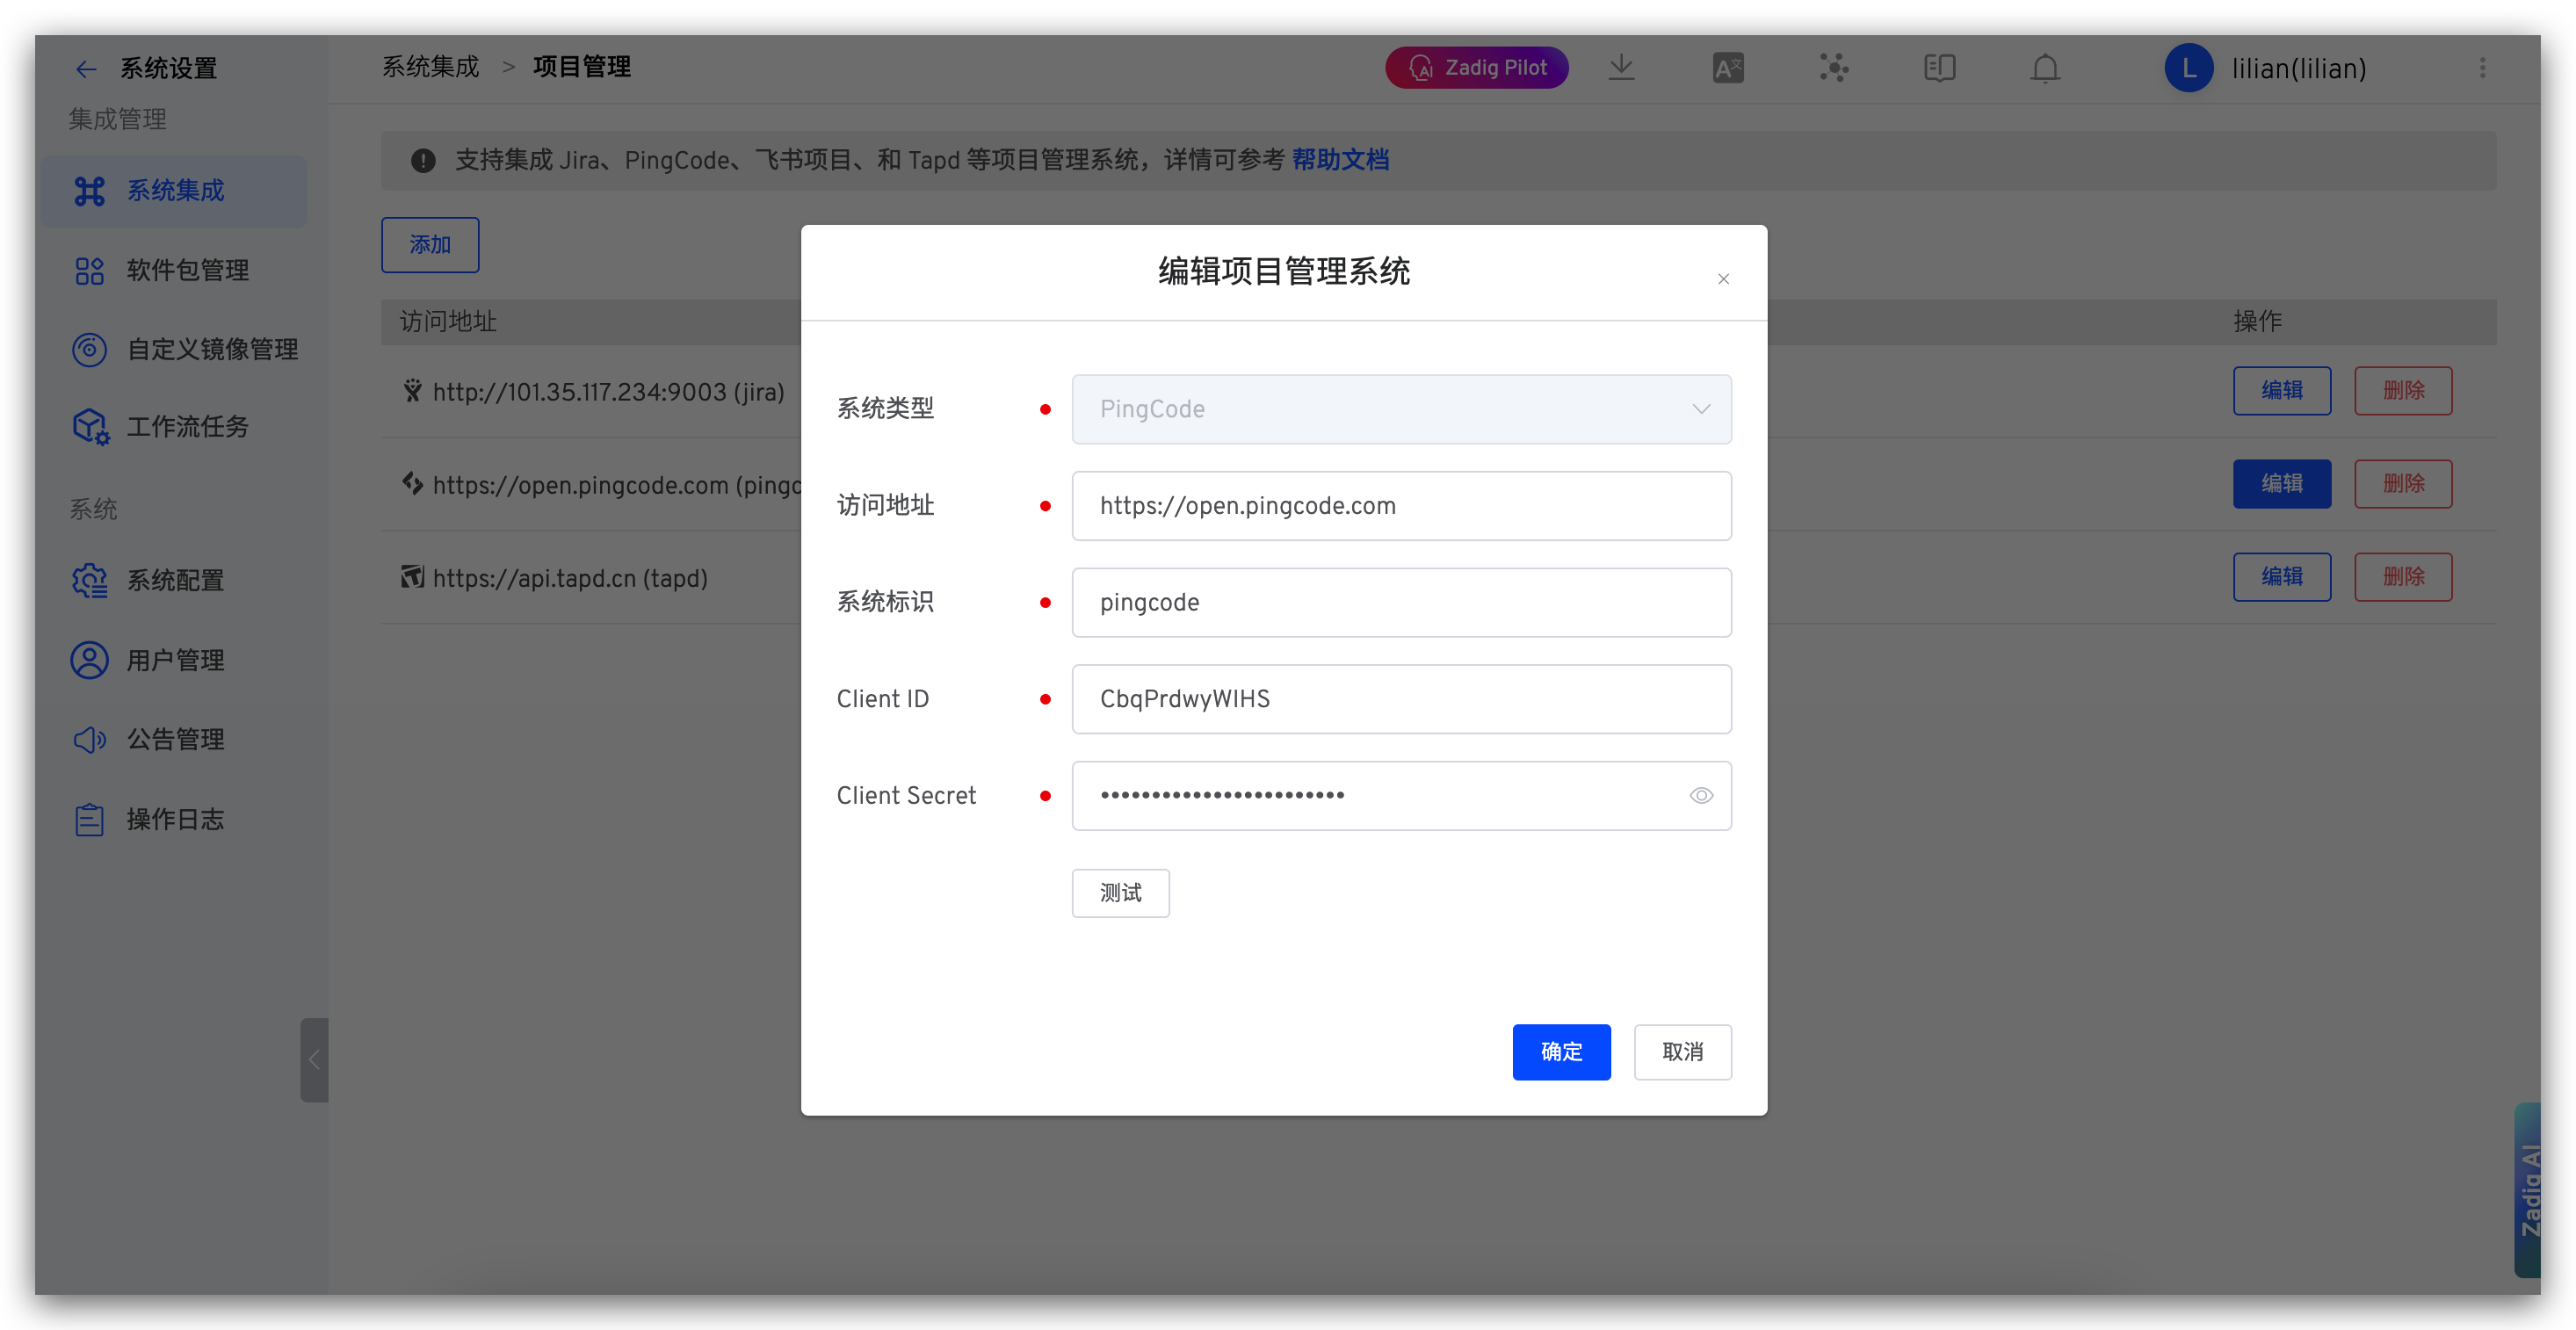 系统设置
系统集成 > 项目管理
Zadig Pilot
L lilian(lilian)
集成管理
系统集成
软件包管理
自定义镜像管理
工作流任务
系统
系统配置
用户管理
公告管理
操作日志
支持集成 Jira、PingCode、飞书项目、和 Tapd 等项目管理系统，详情可参考 帮助文档
添加
访问地址 操作
http://101.35.117.234:9003 (jira) 编辑 删除
https://open.pingcode.com (pingc 编辑 删除
https://api.tapd.cn (tapd) 编辑 删除
编辑项目管理系统
系统类型 PingCode
访问地址 https://open.pingcode.com
系统标识 pingcode
Client ID CbqPrdwyWIHS
Client Secret ••••••••••••••••••••••••
测试
确定 取消
Zadig AI